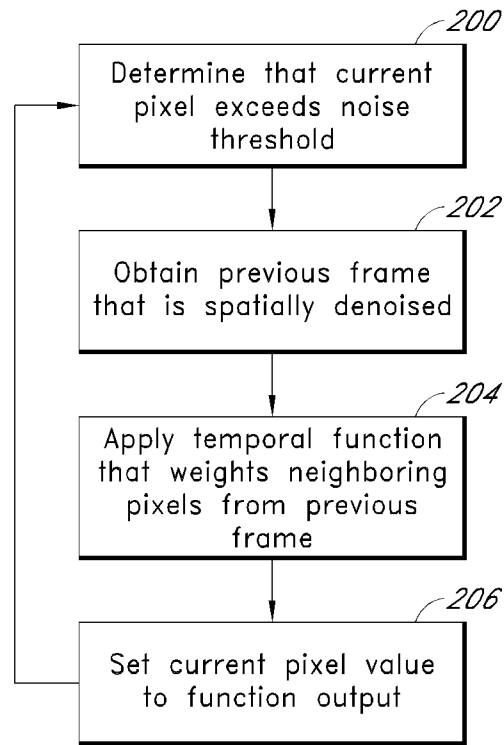 200
Determine that current
pixel exceeds noise
threshold
202
Obtain previous frame
that is spatially denoised
204
Apply temporal function
that weights neighboring
pixels from previous
frame
206
Set current pixel value
to function output